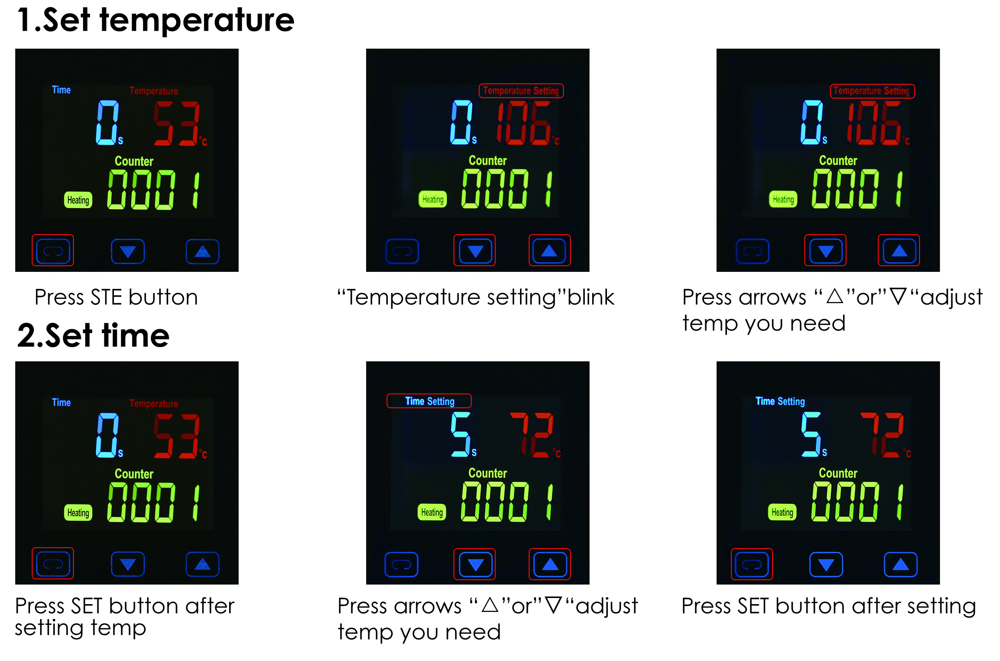 1.Set temperature
Time Temperature
0s 53°C
Counter
Heating 0001
Temperature Setting
0s 106°C
Counter
Heating 0001
Temperature Setting
0s 106°C
Counter
Heating 0001
Press STE button
“Temperature setting”blink
Press arrows “△”or”▽“adjust
temp you need
2.Set time
Time Temperature
0s 53°C
Counter
Heating 0001
Time Setting
5s 72°C
Counter
Heating 0001
Time Setting
5s 72°C
Counter
Heating 0001
Press SET button after
setting temp
Press arrows “△”or”▽“adjust
temp you need
Press SET button after setting